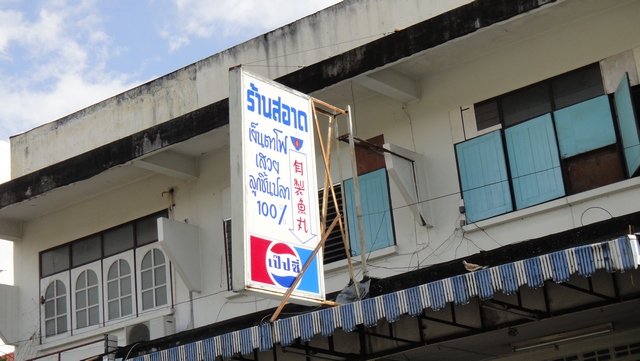 ร้านสอาด
เย็นตาโฟ
เสวย
ลูกชิ้นปลา
100%
自製魚丸
เป๊ปซี่